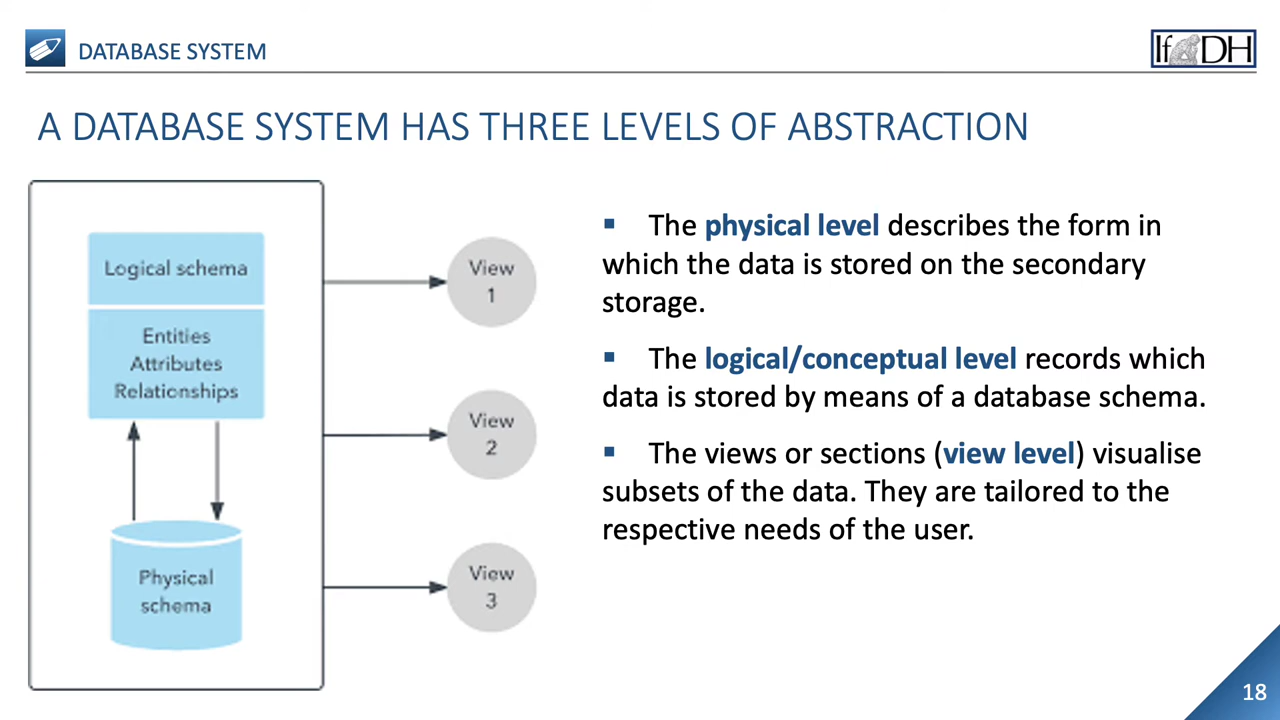 DATABASE SYSTEM
IfDH
A DATABASE SYSTEM HAS THREE LEVELS OF ABSTRACTION
Logical schema
Entities
Attributes
Relationships
Physical
schema
View
1
View
2
View
3
▪ The physical level describes the form in
which the data is stored on the secondary
storage.
▪ The logical/conceptual level records which
data is stored by means of a database schema.
▪ The views or sections (view level) visualise
subsets of the data. They are tailored to the
respective needs of the user.
18